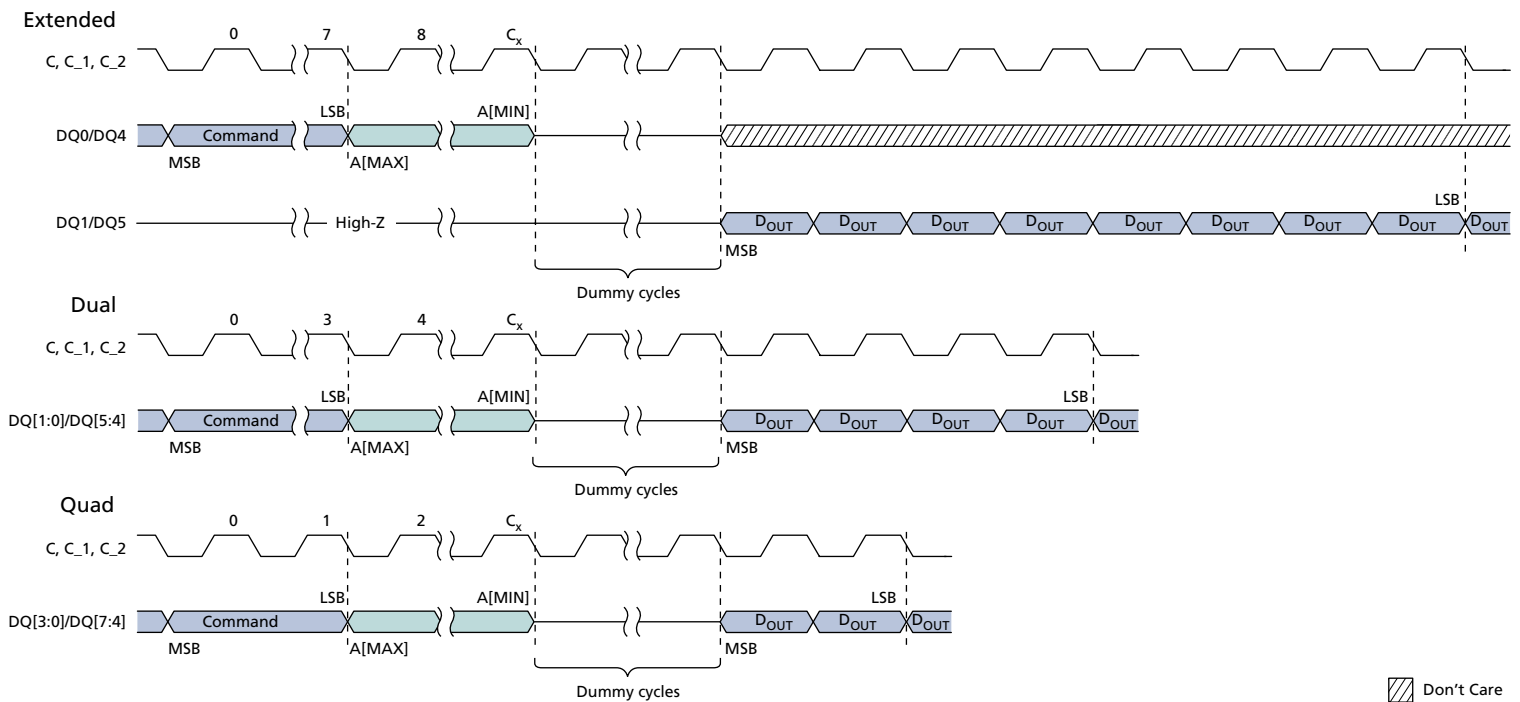 Extended
0 7 8 Cx
C, C_1, C_2
LSB A[MIN]
DQ0/DQ4 Command
MSB A[MAX]
LSB
DQ1/DQ5 High-Z DOUT DOUT DOUT DOUT DOUT DOUT DOUT DOUT DOUT
MSB
Dummy cycles
Dual
0 3 4 Cx
C, C_1, C_2
LSB A[MIN] LSB
DQ[1:0]/DQ[5:4] Command DOUT DOUT DOUT DOUT DOUT
MSB A[MAX] MSB
Dummy cycles
Quad
0 1 2 Cx
C, C_1, C_2
LSB A[MIN] LSB
DQ[3:0]/DQ[7:4] Command DOUT DOUT DOUT
MSB A[MAX] MSB
Dummy cycles
Don't Care